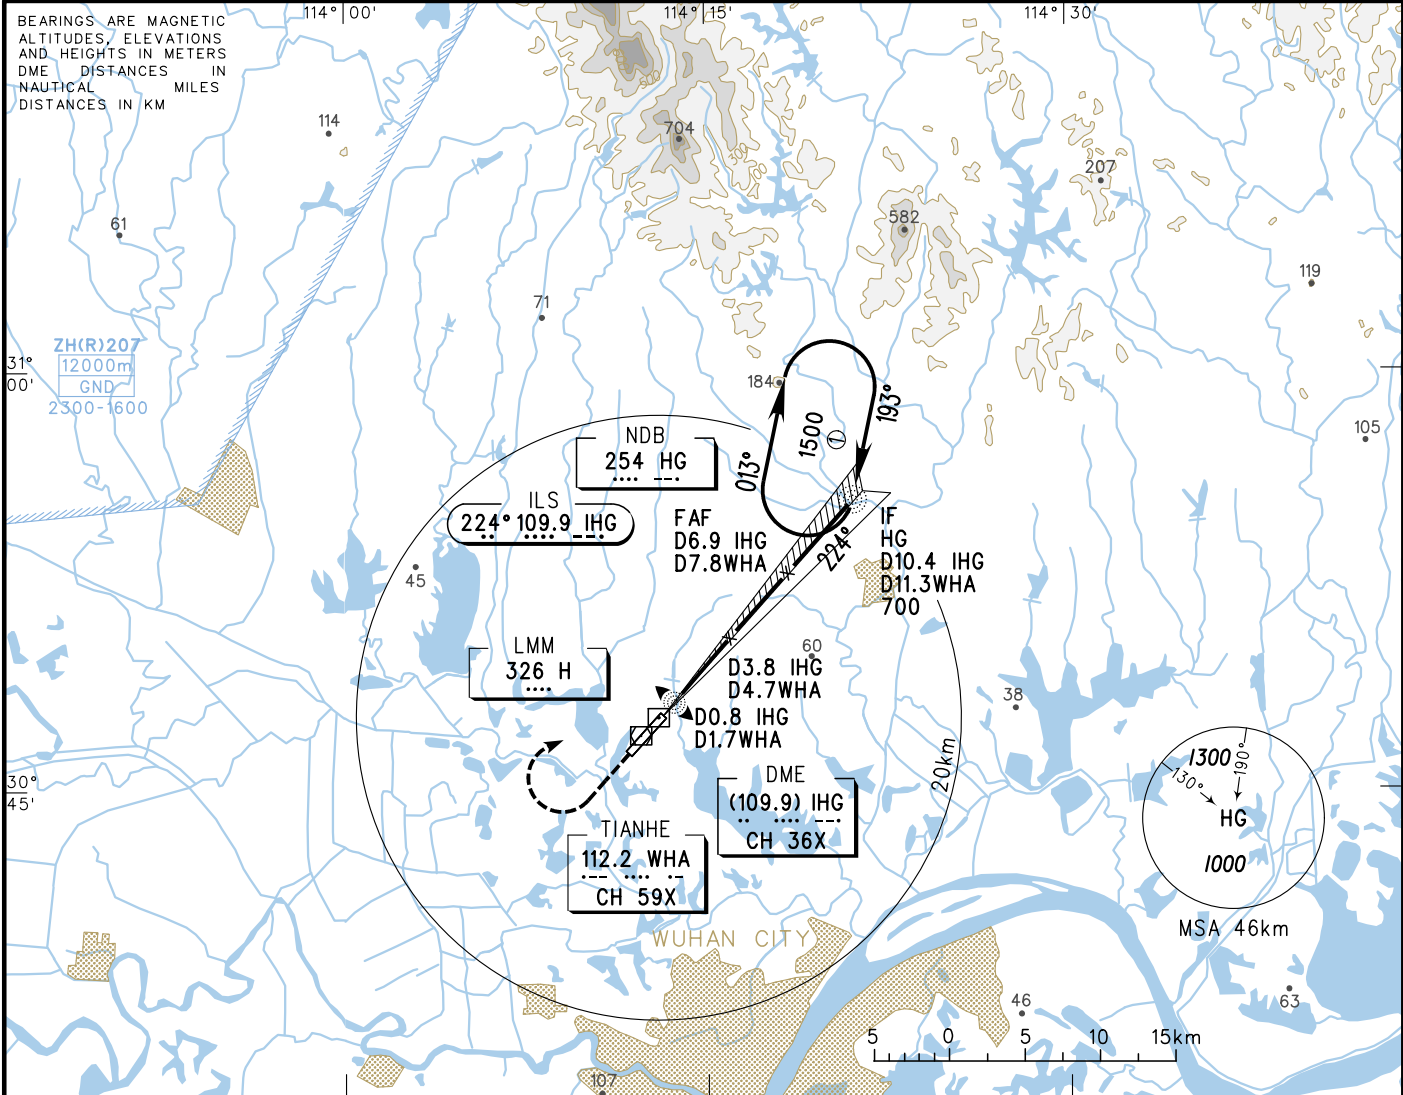 114° 00'
114° 15'
114° 30'
BEARINGS ARE MAGNETIC
ALTITUDES, ELEVATIONS
AND HEIGHTS IN METERS
DME DISTANCES IN
NAUTICAL MILES
DISTANCES IN KM
114
704
207
61
582
119
71
ZH(R)207
12000m
GND
2300-1600
31°
00'
184
193°
1500
1
013°
105
NDB
254 HG
ILS
224° 109.9 IHG
FAF
D6.9 IHG
D7.8WHA
224°
IF
HG
D10.4 IHG
D11.3WHA
700
45
LMM
326 H
60
D3.8 IHG
D4.7WHA
38
D0.8 IHG
D1.7WHA
20km
1300
190°
130°
HG
1000
MSA 46km
30°
45'
DME
(109.9) IHG
CH 36X
TIANHE
112.2 WHA
CH 59X
WUHAN CITY
63
46
5 0 5 10 15km
107